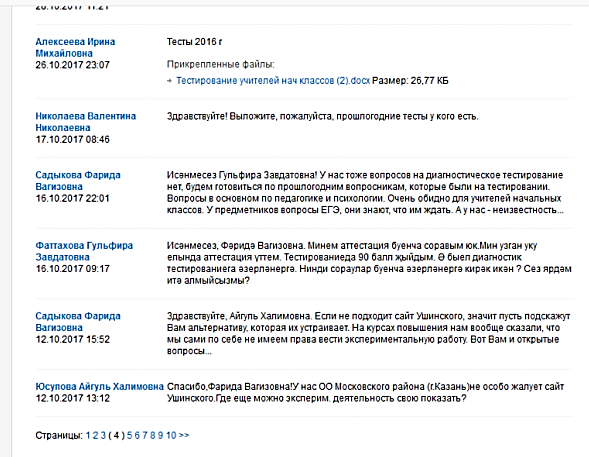 26.10.2017 11:21
Алексеева Ирина
Михайловна
26.10.2017 23:07
Тесты 2016 г
Прикрепленные файлы:
Тестирование учителей нач классов (2).docx Размер: 26,77 КБ
Николаева Валентина
Николаевна
17.10.2017 08:46
Здравствуйте! Выложите, пожалуйста, прошлогодние тесты у кого есть.
Садыкова Фарида
Вагизовна
16.10.2017 22:01
Исәнмесез Гульфира Завдатовна! У нас тоже вопросов на диагностическое тестирование
нет, будем готовиться по прошлогодним вопросникам, которые были на тестировании.
Вопросы в основном по педагогике и психологии. Очень обидно для учителей начальных
классов. У предметников вопросы ЕГЭ, они знают, что им ждать. А у нас - неизвестность...
Фаттахова Гульфира
Завдатовна
16.10.2017 09:17
Исәнмесез, Фәридә Вагизовна. Минем аттестация буенча соравым юк.Мин узган уку
елында аттестация үттем. Тестированиеда 90 балл җыйдым. Ә быел диагностик
тестированиега әзерләнергә. Нинди сораулар буенча әзерләнергә кирәк икән ? Сез ярдәм
итә алмыйсызмы?
Садыкова Фарида
Вагизовна
12.10.2017 15:52
Здравствуйте, Айгуль Халимовна. Если не подходит сайт Ушинского, значит пусть подскажут
Вам альтернативу, которая их устраивает. На курсах повышения нам вообще сказали, что
мы сами по себе не имеем права вести экспериментальную работу. Вот Вам и открытые
вопросы...
Юсупова Айгуль Халимовна
12.10.2017 13:12
Спасибо,Фарида Вагизовна!У нас ОО Московского района (г.Казань)не особо жалует сайт
Ушинского.Где еще можно эксперим. деятельность свою показать?
Страницы: 1 2 3 ( 4 ) 5 6 7 8 9 10 >>